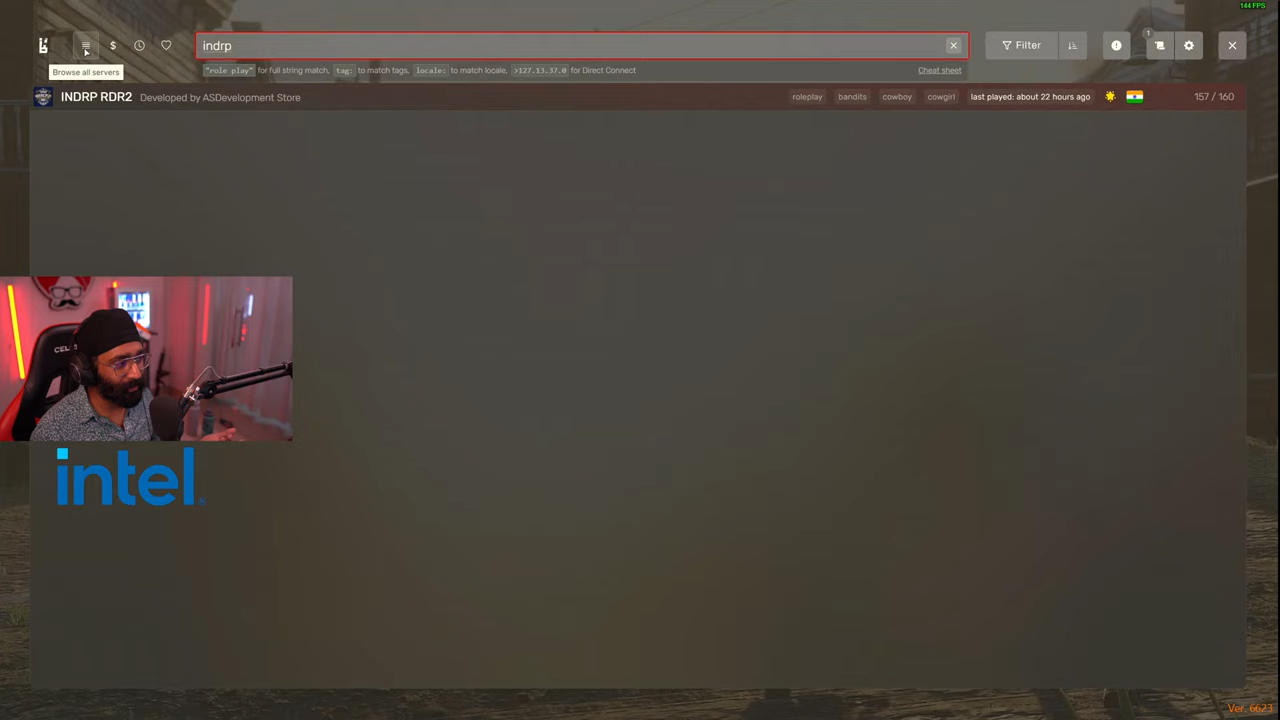 144 FPS
indrp
Filter
1
Browse all servers
"role play" for full string match, tag: to match tags, locale: to match locale, >127.13.37.0 for Direct Connect
Cheat sheet
INDRP RDR2 Developed by ASDevelopment Store
roleplay bandits cowboy cowgirl last played: about 22 hours ago 157 / 160
intel
Ver. 6623